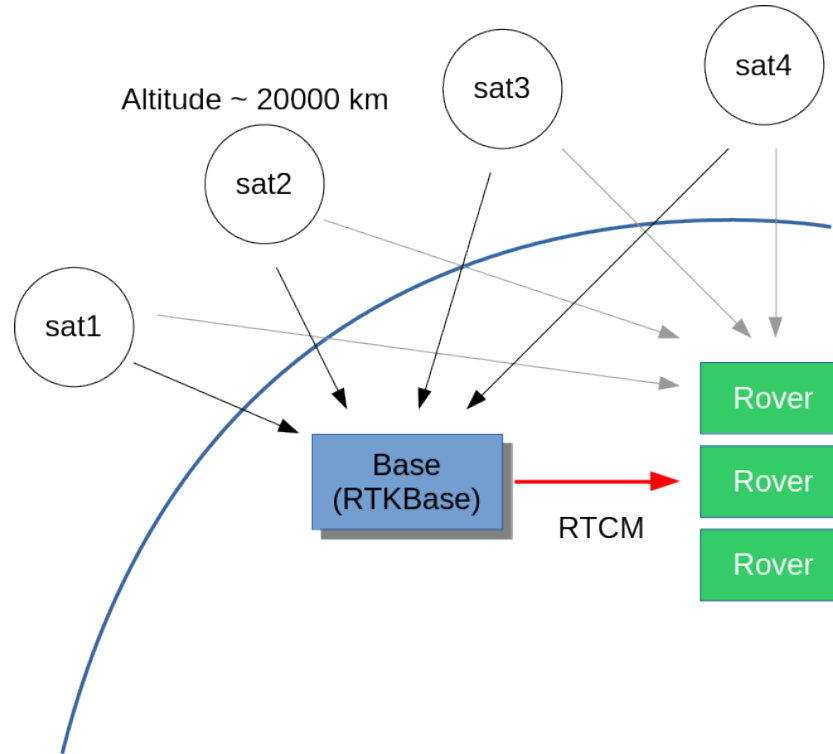 sat4
sat3
Altitude ~ 20000 km
sat2
sat1
Rover
Base
(RTKBase)
Rover
RTCM
Rover